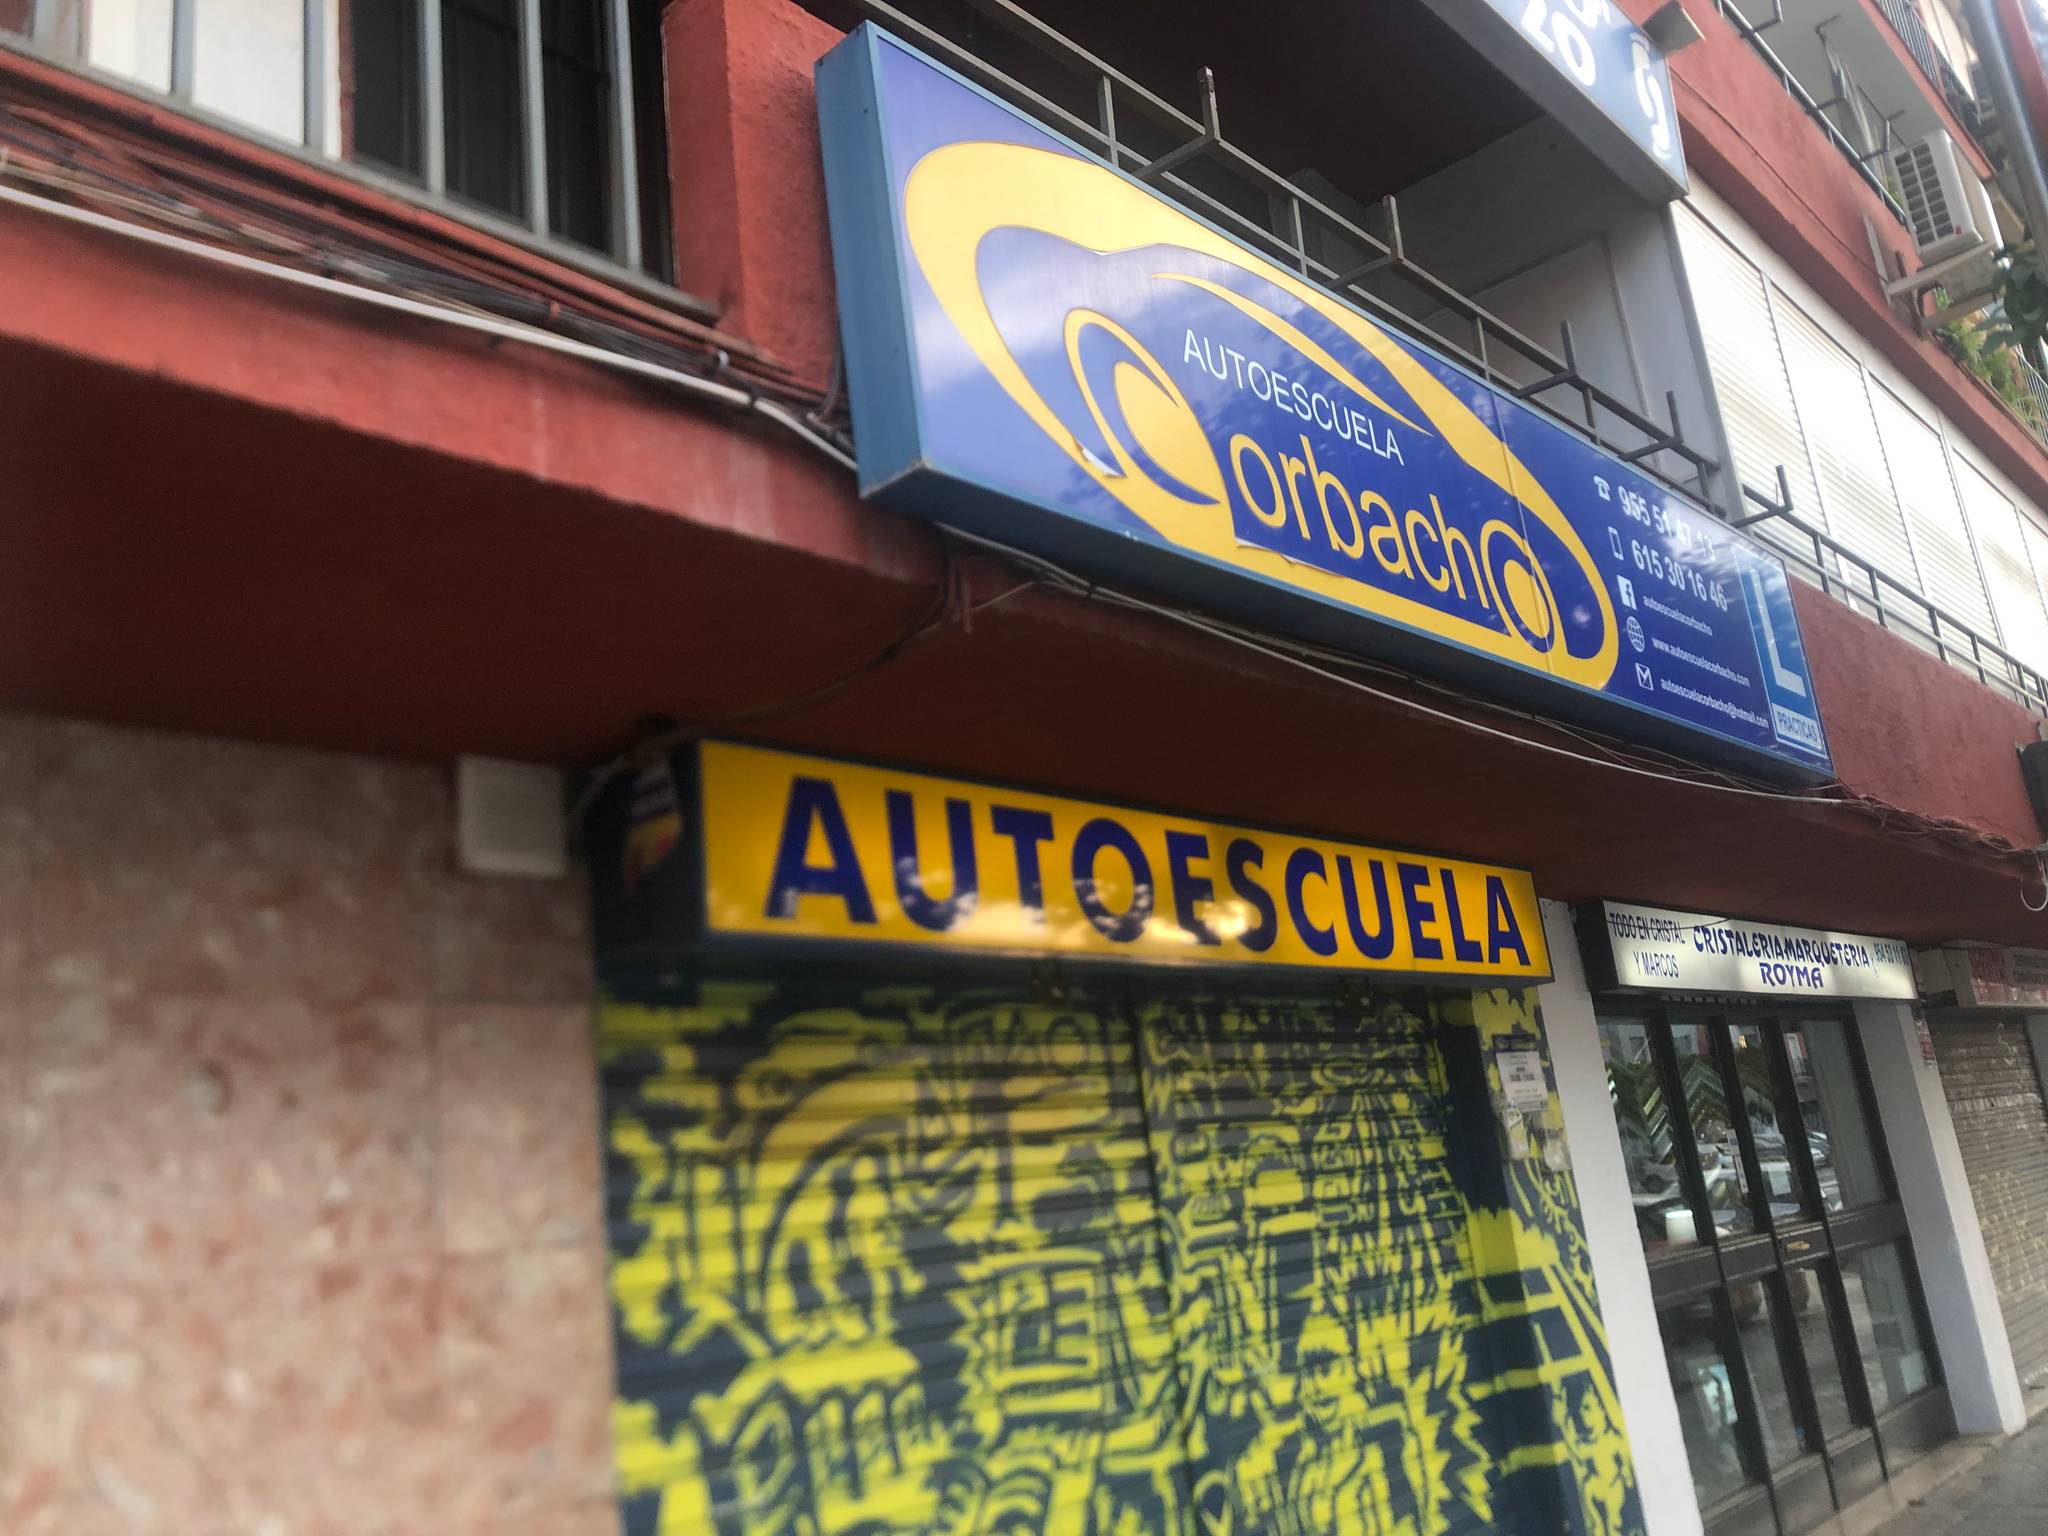 AUTOESCUELA
Corbacho
955 51 47 13
615 30 16 46
autoescuelacorbacho
www.autoescuelacorbacho.com
autoescuelacorbacho@hotmail.com
L
PRACTICAS
AUTOESCUELA
TODO EN CRISTAL
Y MARCOS
CRISTALERIA MARQUETERIA
ROYMA